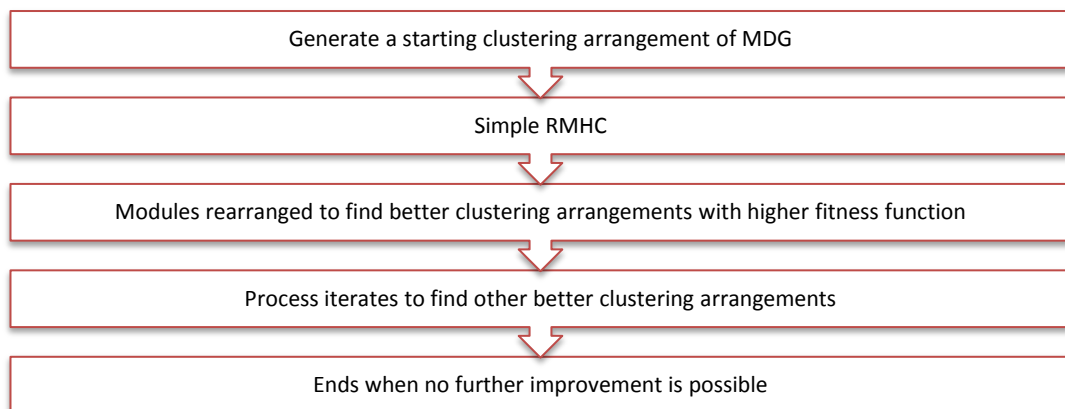 Generate a starting clustering arrangement of MDG
Simple RMHC
Modules rearranged to find better clustering arrangements with higher fitness function
Process iterates to find other better clustering arrangements
Ends when no further improvement is possible